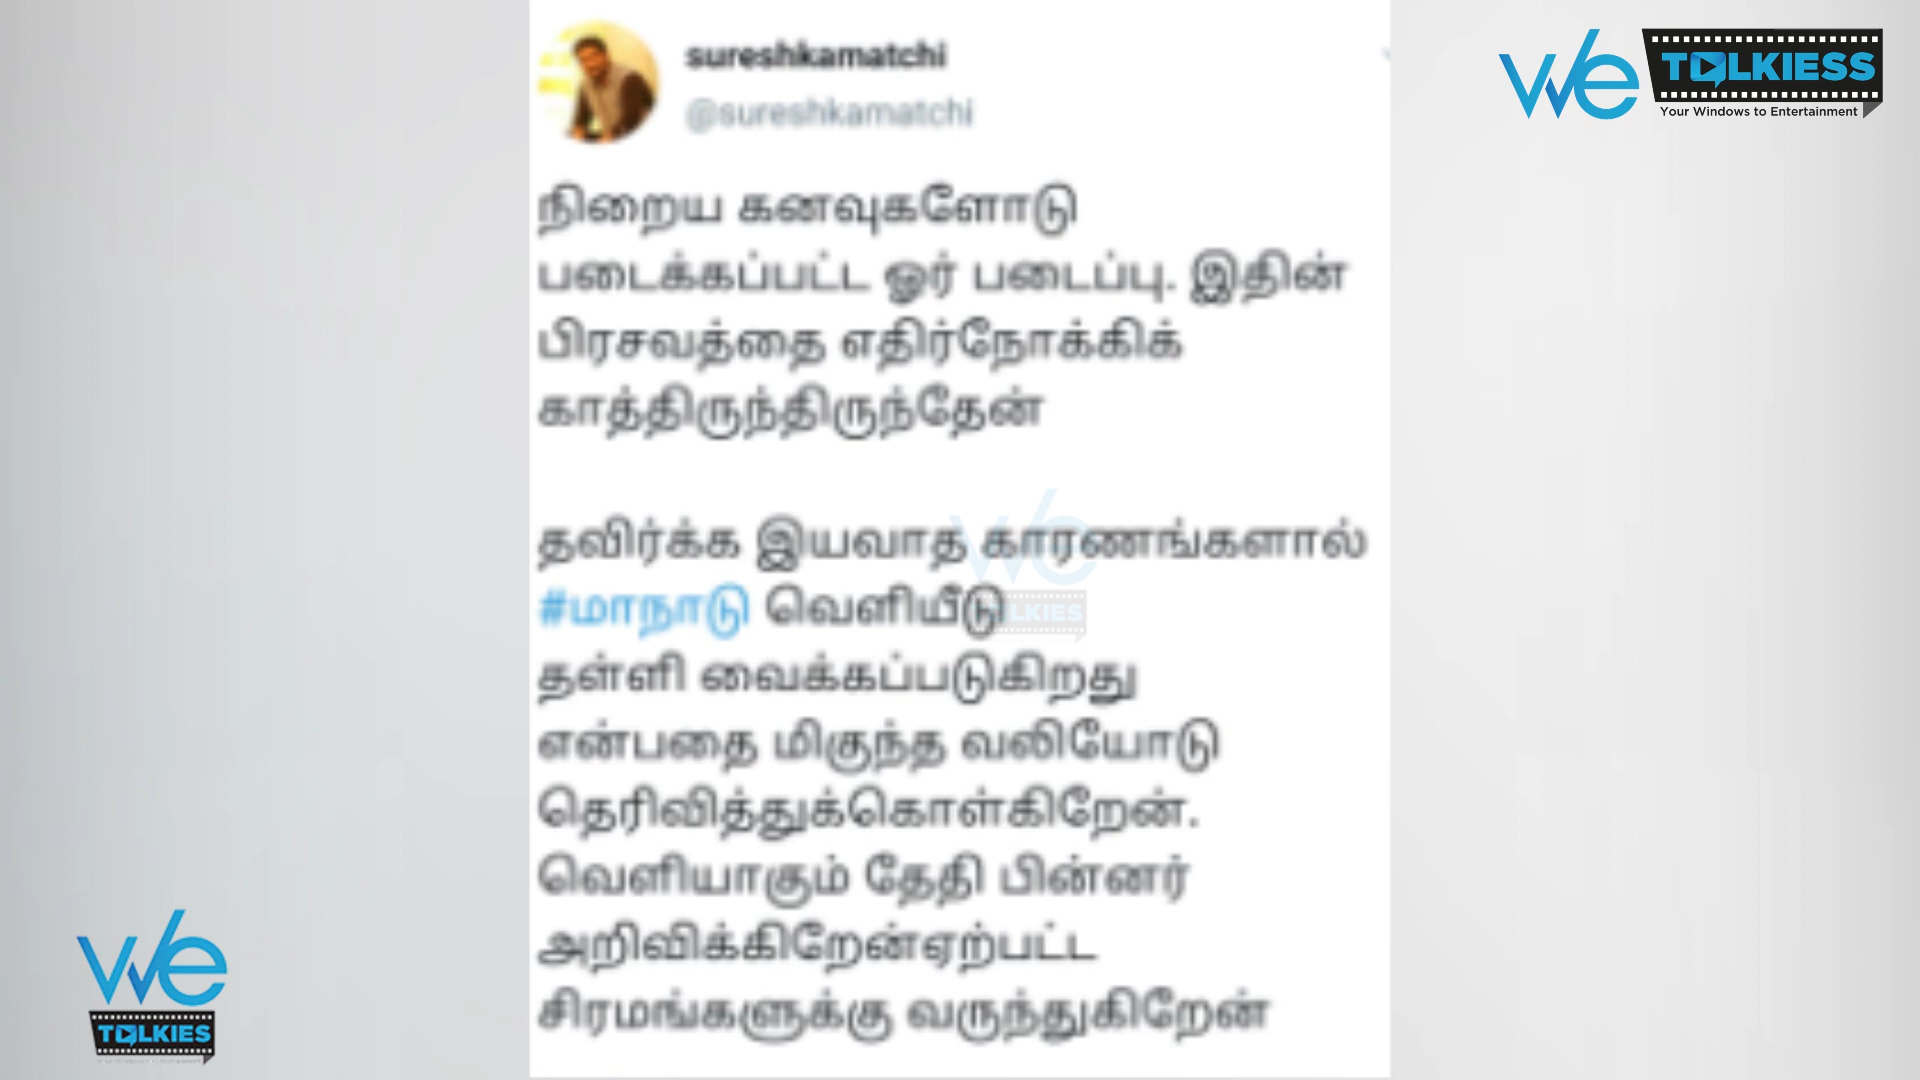 sureshkamatchi
@sureshkamatchi
நிறைய கனவுகளோடு
படைக்கப்பட்ட ஓர் படைப்பு. இதின்
பிரசவத்தை எதிர்நோக்கிக்
காத்திருந்திருந்தேன்
தவிர்க்க இயவாத காரணங்களால்
#மாநாடு வெளியீடு
தள்ளி வைக்கப்படுகிறது
என்பதை மிகுந்த வலியோடு
தெரிவித்துக்கொள்கிறேன்.
வெளியாகும் தேதி பின்னர்
அறிவிக்கிறேன்ஏற்பட்ட
சிரமங்களுக்கு வருந்துகிறேன்
We TALKIESS
Your Windows to Entertainment
We
TALKIES
We
TALKIES